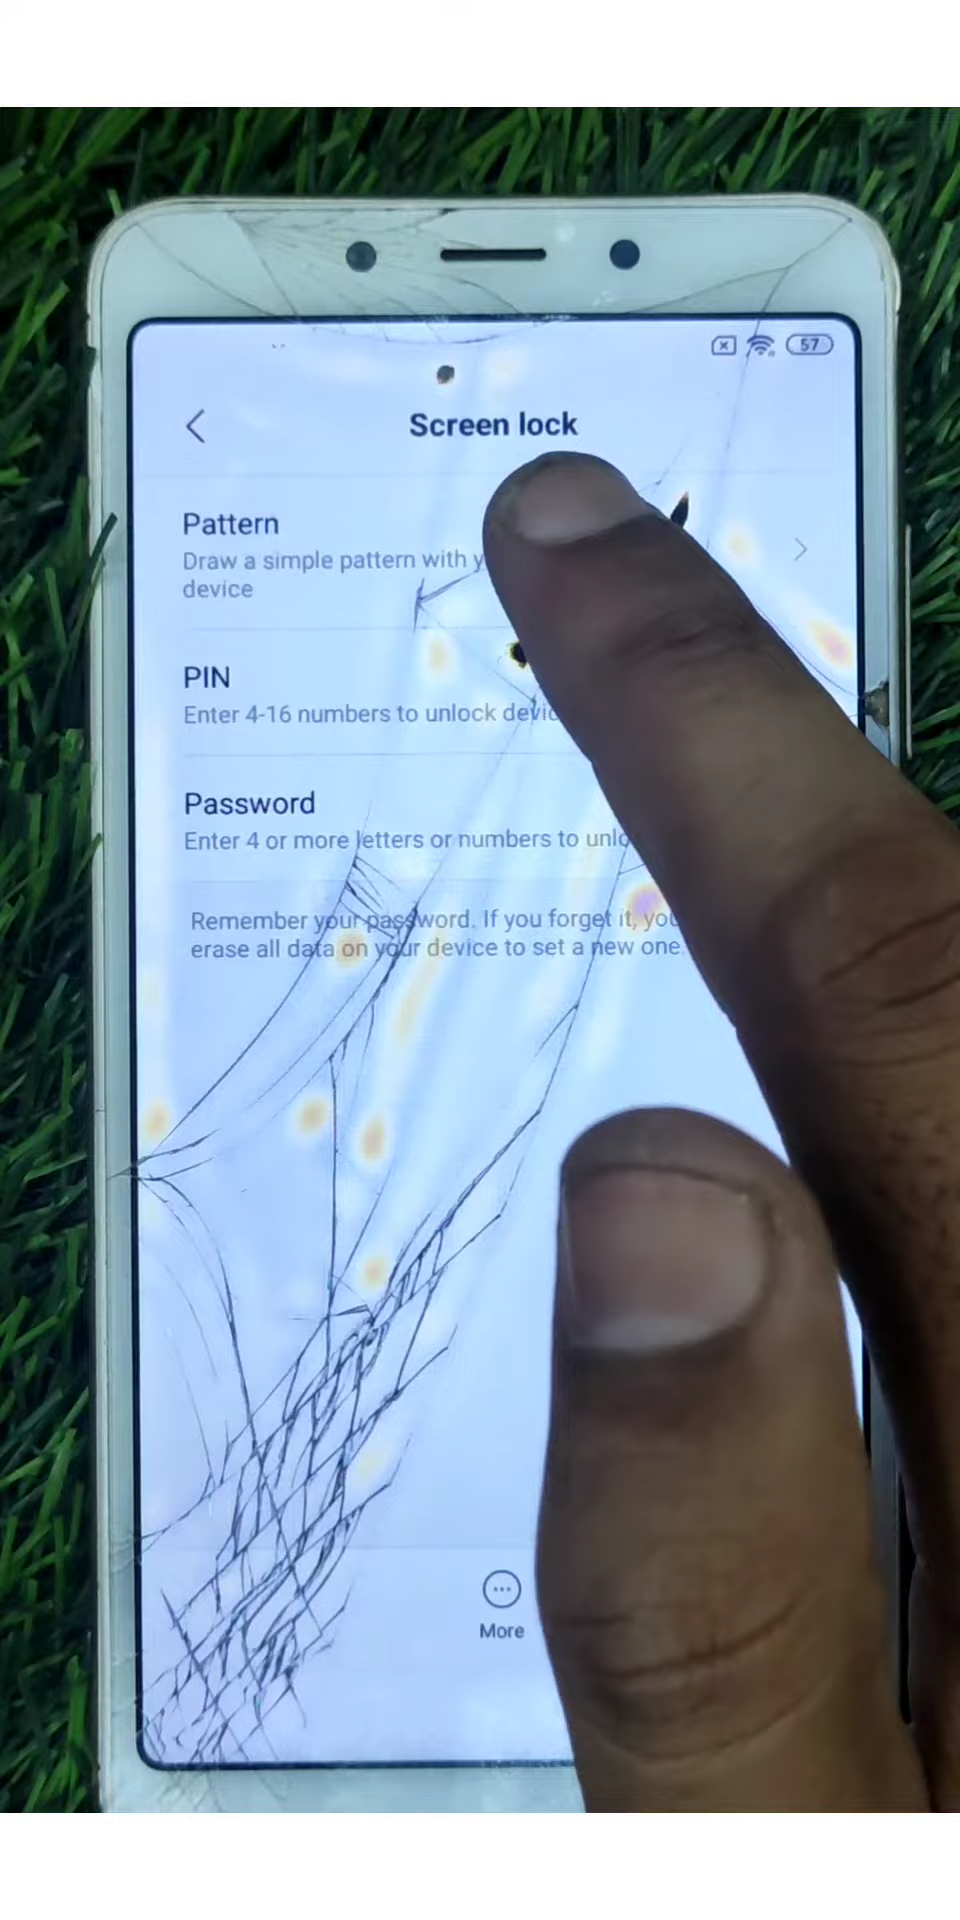 57
Screen lock
Pattern
Draw a simple pattern with
device
PIN
Enter 4-16 numbers to unlock
Password
Enter 4 or more letters or numbers to
Remember your password. If you forget it,
erase all data on your device to set a new one.
More